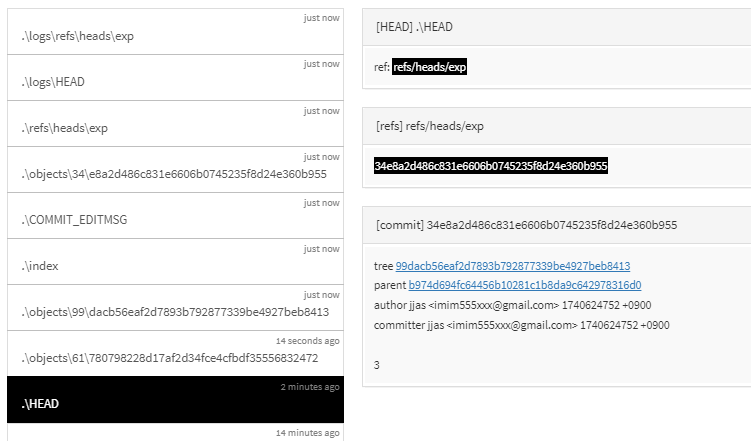 just now
.\logs\refs\heads\exp
just now
.\logs\HEAD
just now
.\refs\heads\exp
just now
.\objects\34\e8a2d486c831e6606b0745235f8d24e360b955
just now
.\COMMIT_EDITMSG
just now
.\index
just now
.\objects\99\dacb56eaf2d7893b792877339be4927beb8413
14 seconds ago
.\objects\61\780798228d17af2d34fce4cfbdf35556832472
2 minutes ago
.\HEAD
14 minutes ago
[HEAD] .\HEAD
ref: refs/heads/exp
[refs] refs/heads/exp
34e8a2d486c831e6606b0745235f8d24e360b955
[commit] 34e8a2d486c831e6606b0745235f8d24e360b955
tree 99dacb56eaf2d7893b792877339be4927beb8413
parent b974d694fc64456b10281c1b8da9c642978316d0
author jjas <imim555xxx@gmail.com> 1740624752 +0900
committer jjas <imim555xxx@gmail.com> 1740624752 +0900
3